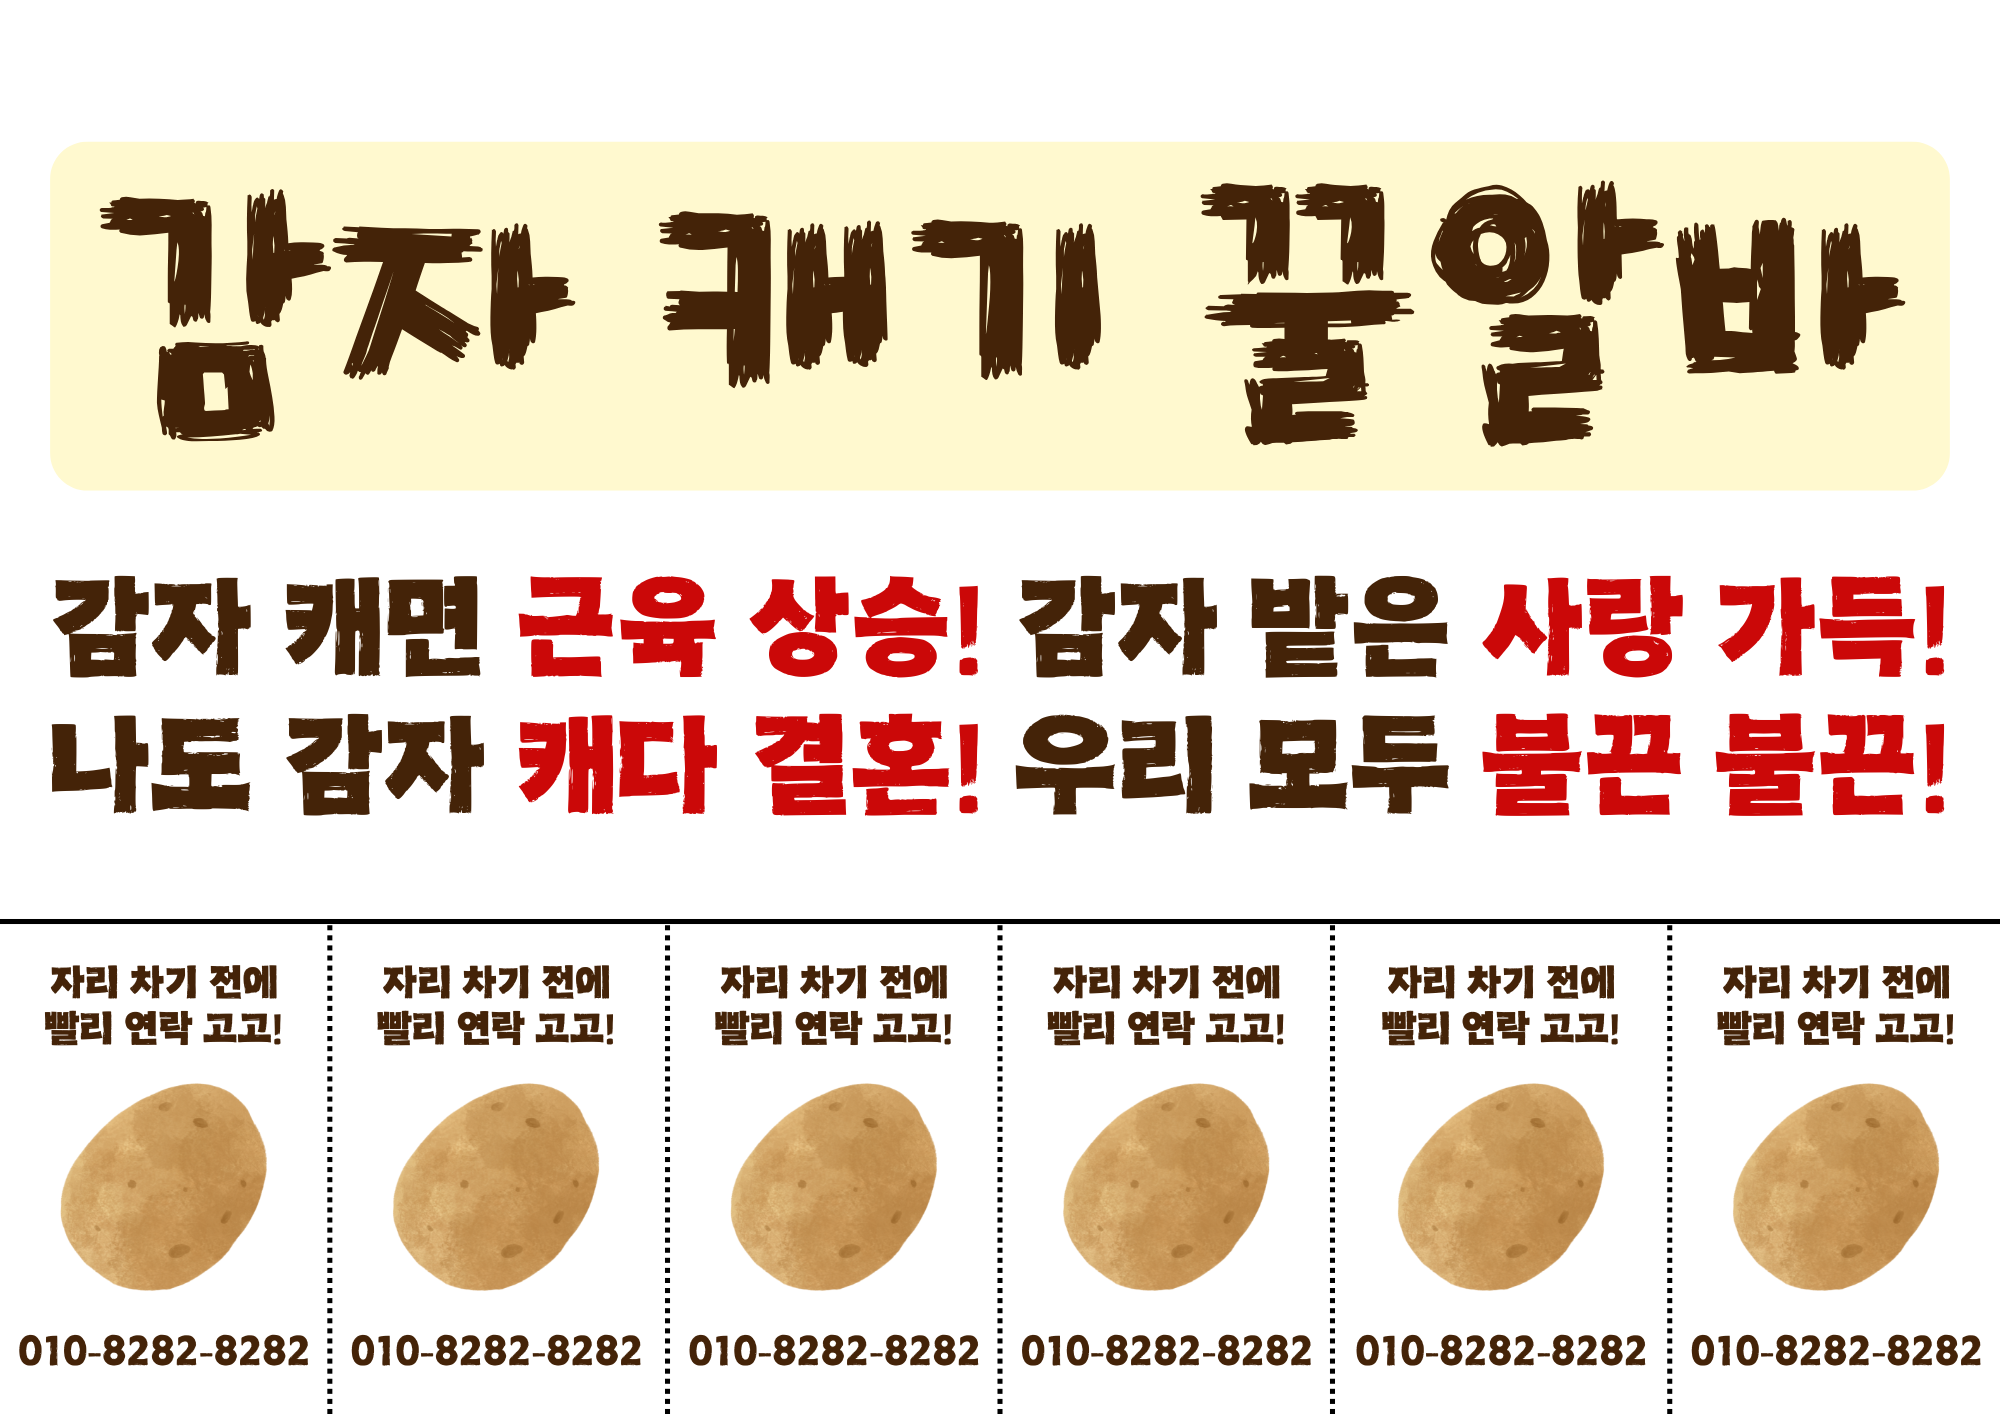 감자 캐기 꿀알바
감자 캐면 근육 상승! 감자 밭은 사랑 가득!
나도 감자 캐다 결혼! 우리 모두 불끈 불끈!
자리 차기 전에
빨리 연락 고고!
010-8282-8282
자리 차기 전에
빨리 연락 고고!
010-8282-8282
자리 차기 전에
빨리 연락 고고!
010-8282-8282
자리 차기 전에
빨리 연락 고고!
010-8282-8282
자리 차기 전에
빨리 연락 고고!
010-8282-8282
자리 차기 전에
빨리 연락 고고!
010-8282-8282